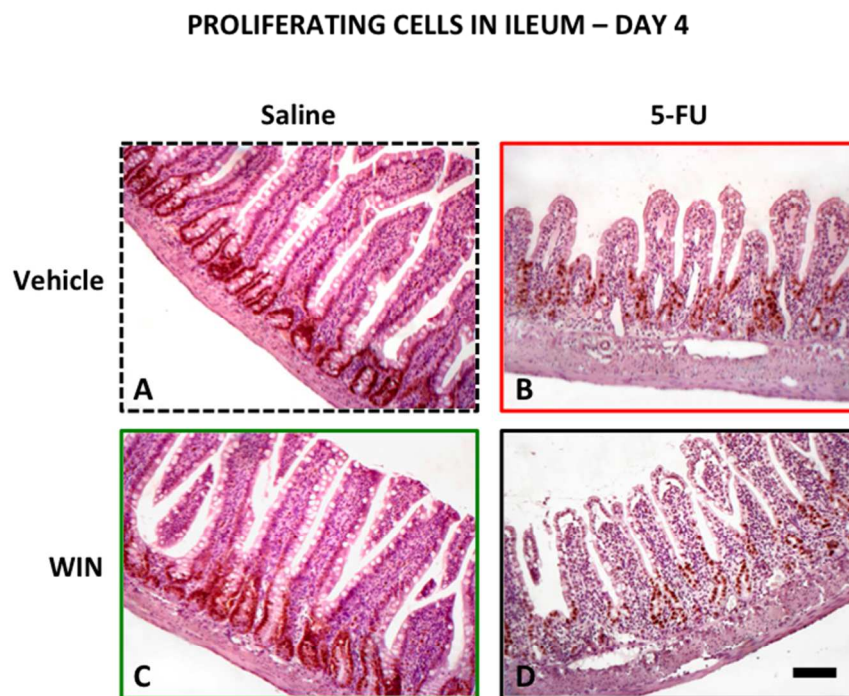 PROLIFERATING CELLS IN ILEUM – DAY 4
Saline 5-FU
Vehicle
A B
WIN
C D